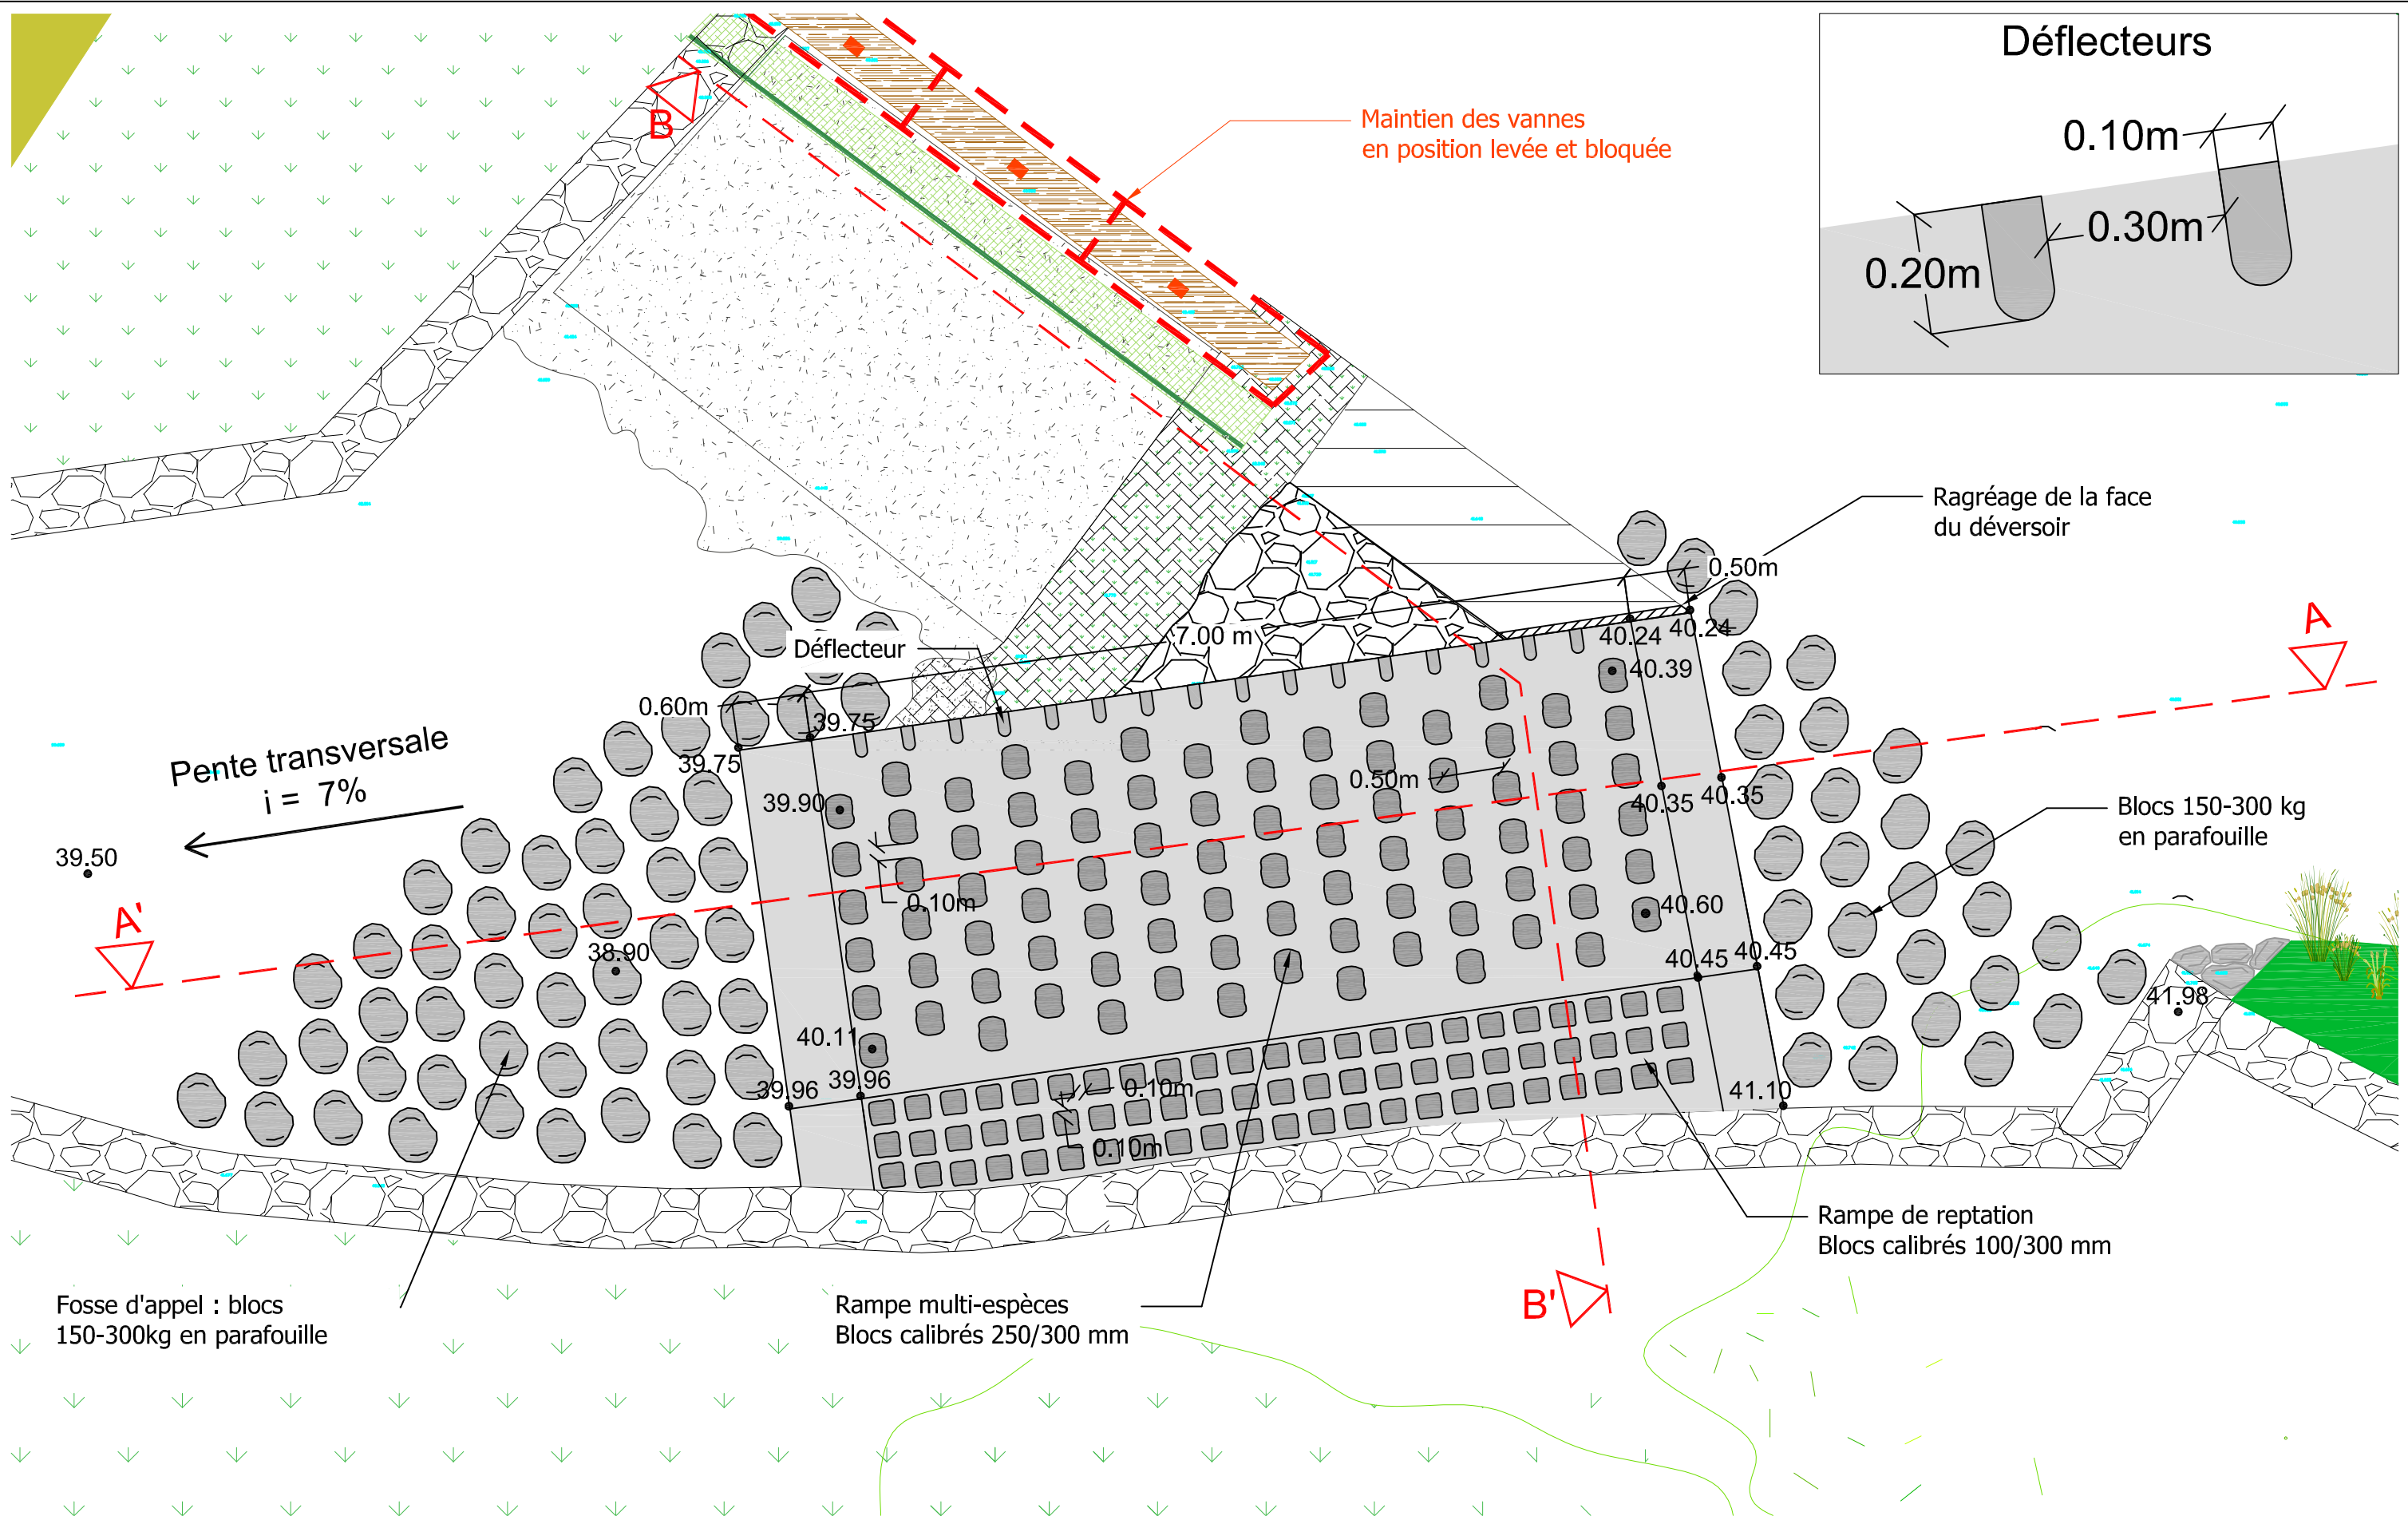 Déflecteurs
0.10m
0.30m
0.20m
B
Maintien des vannes
en position levée et bloquée
Ragréage de la face
du déversoir
0.50m
7.00 m
40.24
40.24
Déflecteur
40.39
A
0.60m
39.75
39.75
Pente transversale
i = 7%
0.50m
39.90
40.35
40.35
Blocs 150-300 kg
en parafouille
39.50
0.10m
40.60
A'
38.90
40.45
40.45
41.98
40.11
39.96
39.96
0.10m
41.10
0.10m
Rampe de reptation
Blocs calibrés 100/300 mm
Fosse d'appel : blocs
150-300kg en parafouille
Rampe multi-espèces
Blocs calibrés 250/300 mm
B'